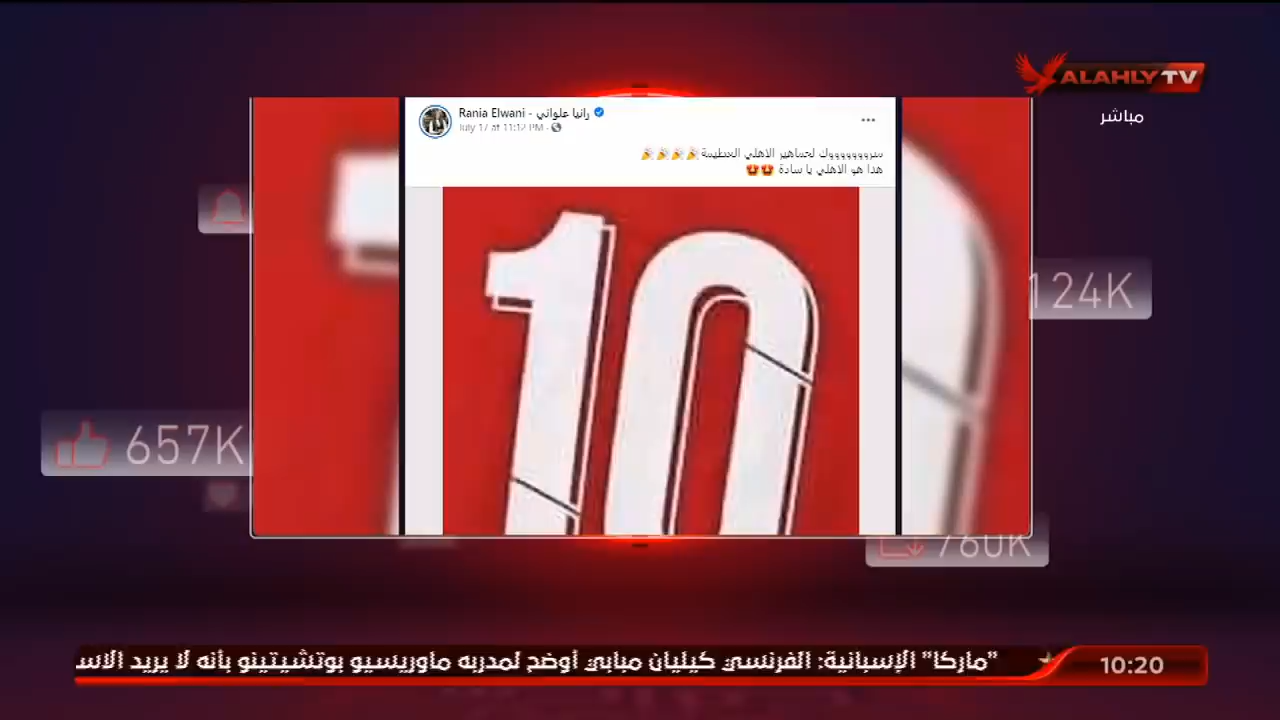 ALAHLY TV
مباشر
Rania Elwani - رانيا علواني
July 17 at 11:12 PM
مبرووووووك لجماهير الاهلي العظيمة
هذا هو الاهلي يا سادة
10
124K
657K
760K
"ماركا" الإسبانية: الفرنسي كيليان مبابي أوضح لمدربه ماوريسيو بوتشيتينو بأنه لا يريد الاس
10:20